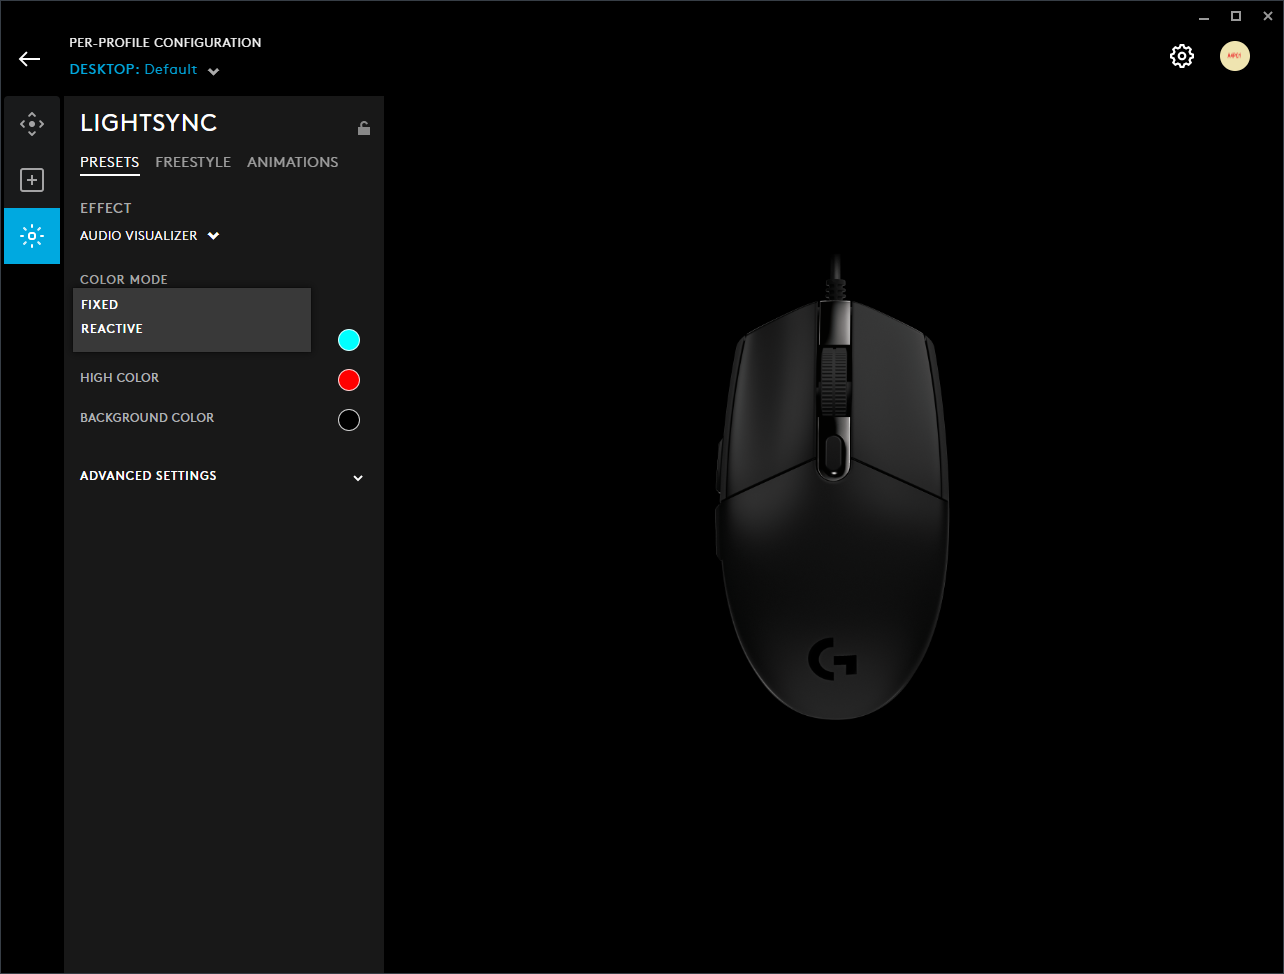 PER-PROFILE CONFIGURATION
DESKTOP: Default
LIGHTSYNC
PRESETS FREESTYLE ANIMATIONS
EFFECT
AUDIO VISUALIZER
COLOR MODE
FIXED
REACTIVE
HIGH COLOR
BACKGROUND COLOR
ADVANCED SETTINGS